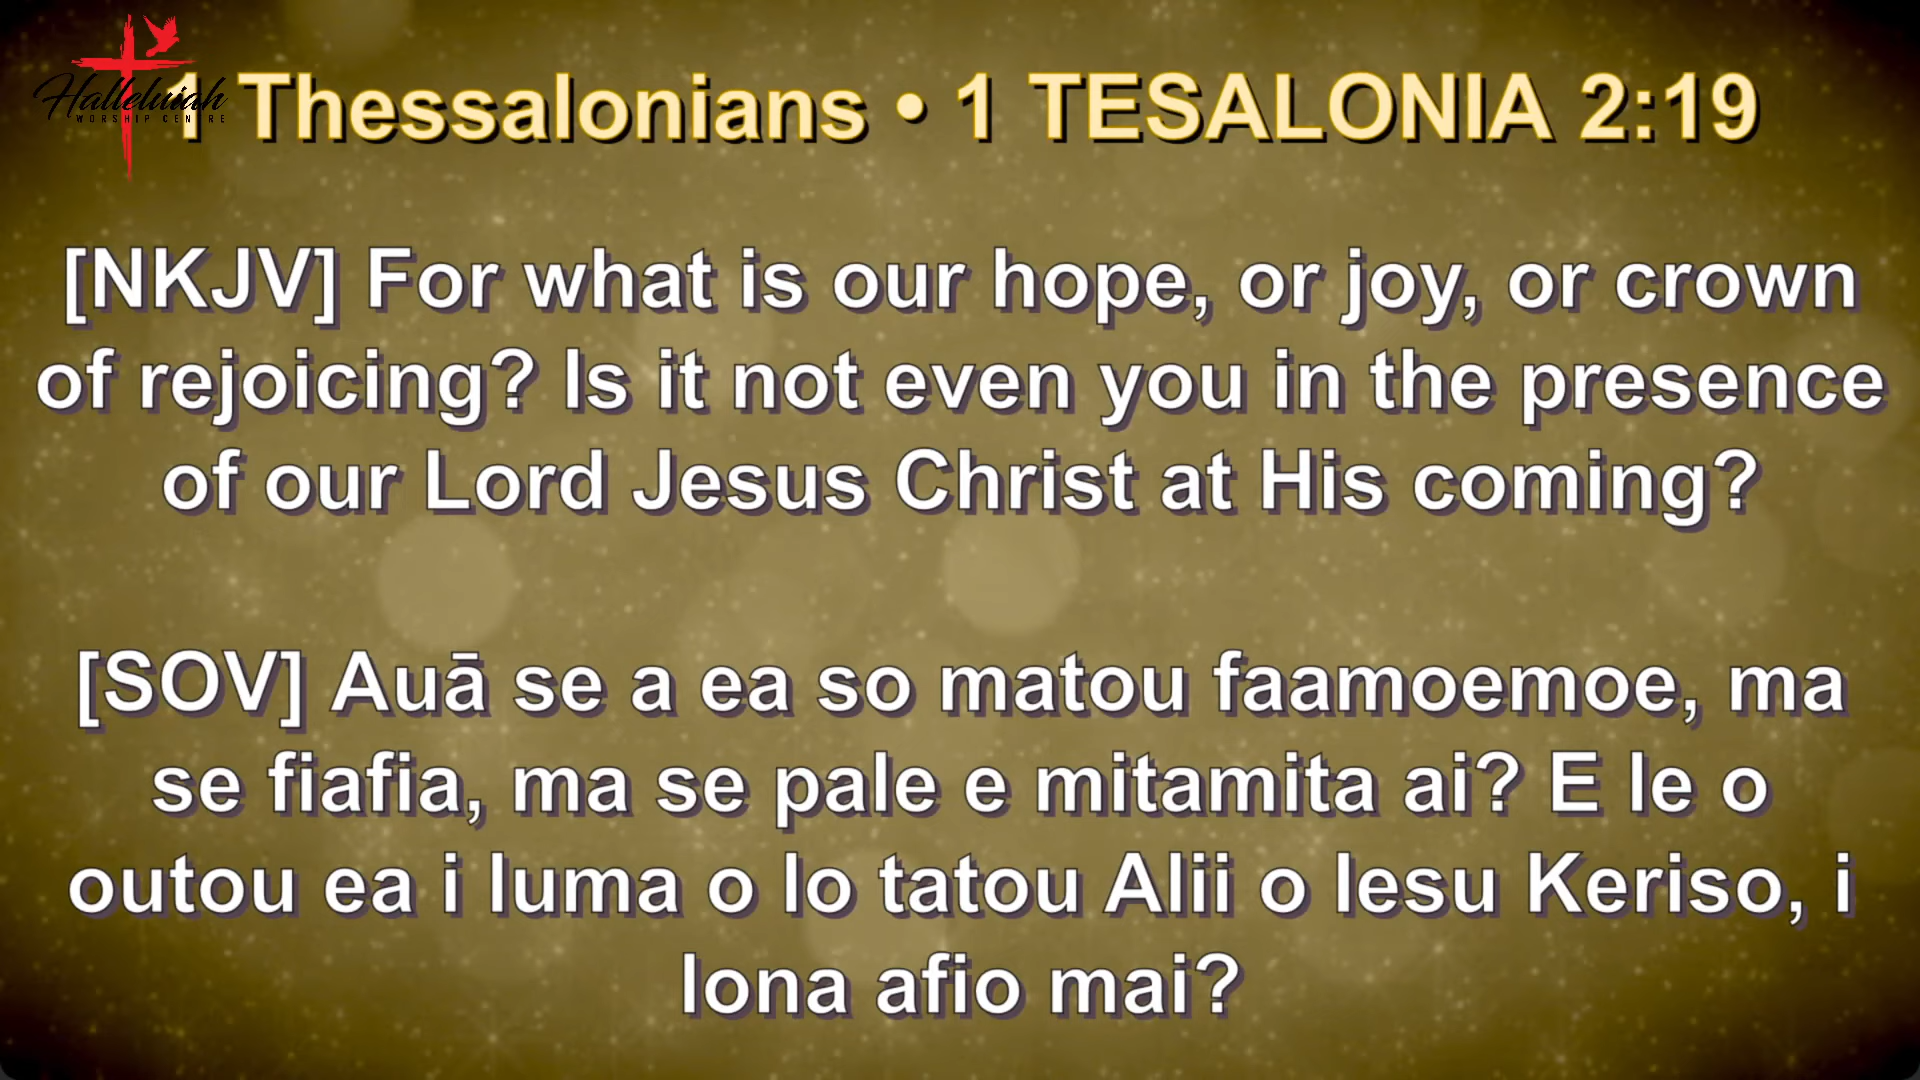 Halleluiah
WORSHIP CENTRE
1 Thessalonians • 1 TESALONIA 2:19
[NKJV] For what is our hope, or joy, or crown
of rejoicing? Is it not even you in the presence
of our Lord Jesus Christ at His coming?
[SOV] Auā se a ea so matou faamoemoe, ma
se fiafia, ma se pale e mitamita ai? E le o
outou ea i luma o lo tatou Alii o Iesu Keriso, i
lona afio mai?